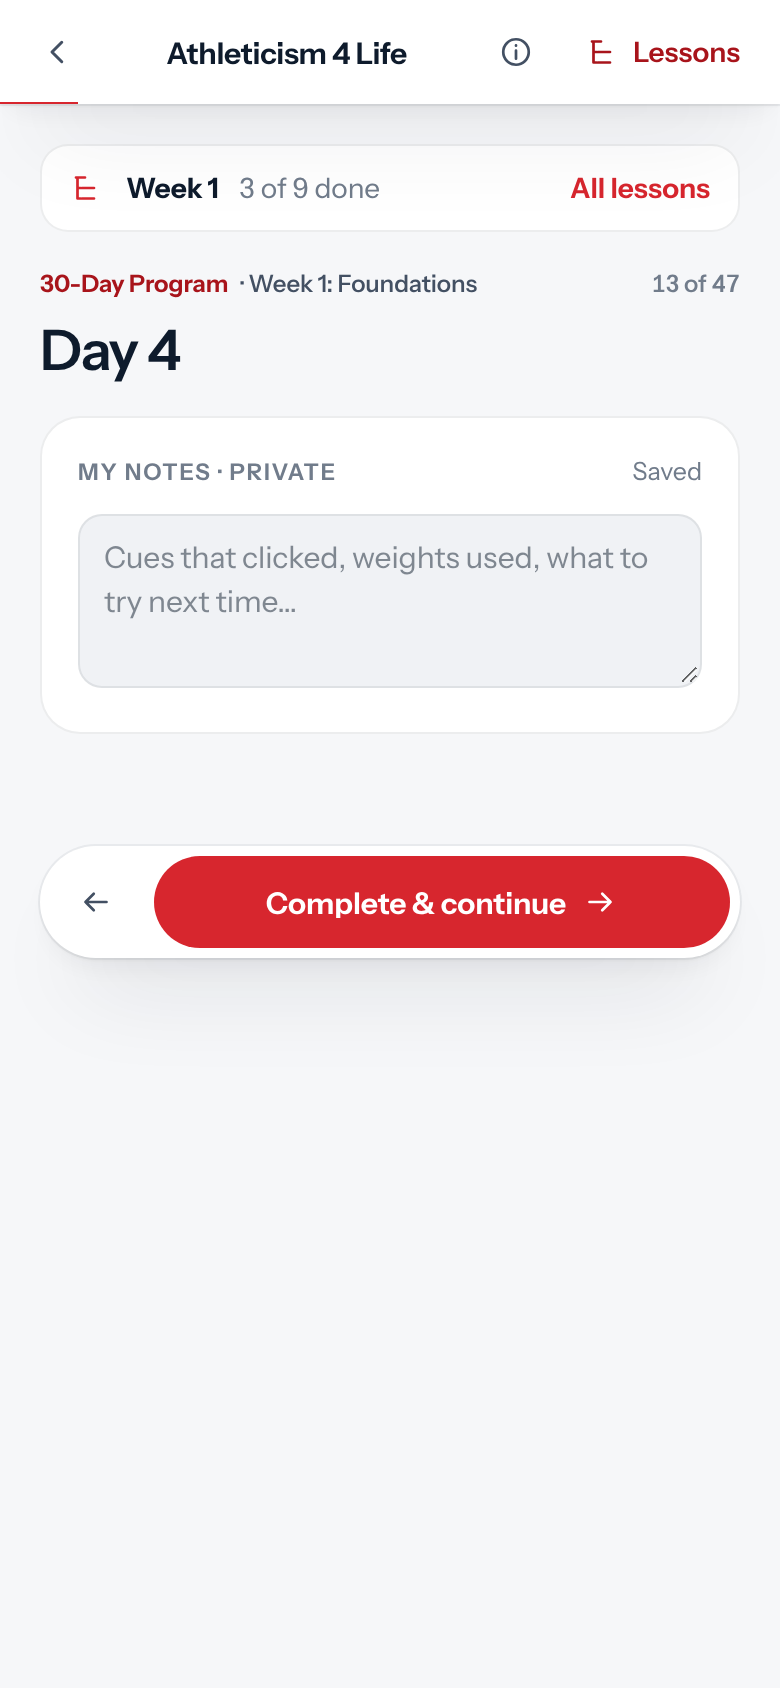 Athleticism 4 Life
Lessons
Week 1 3 of 9 done All lessons
30-Day Program · Week 1: Foundations 13 of 47
Day 4
MY NOTES · PRIVATE Saved
Cues that clicked, weights used, what to
try next time...
Complete & continue